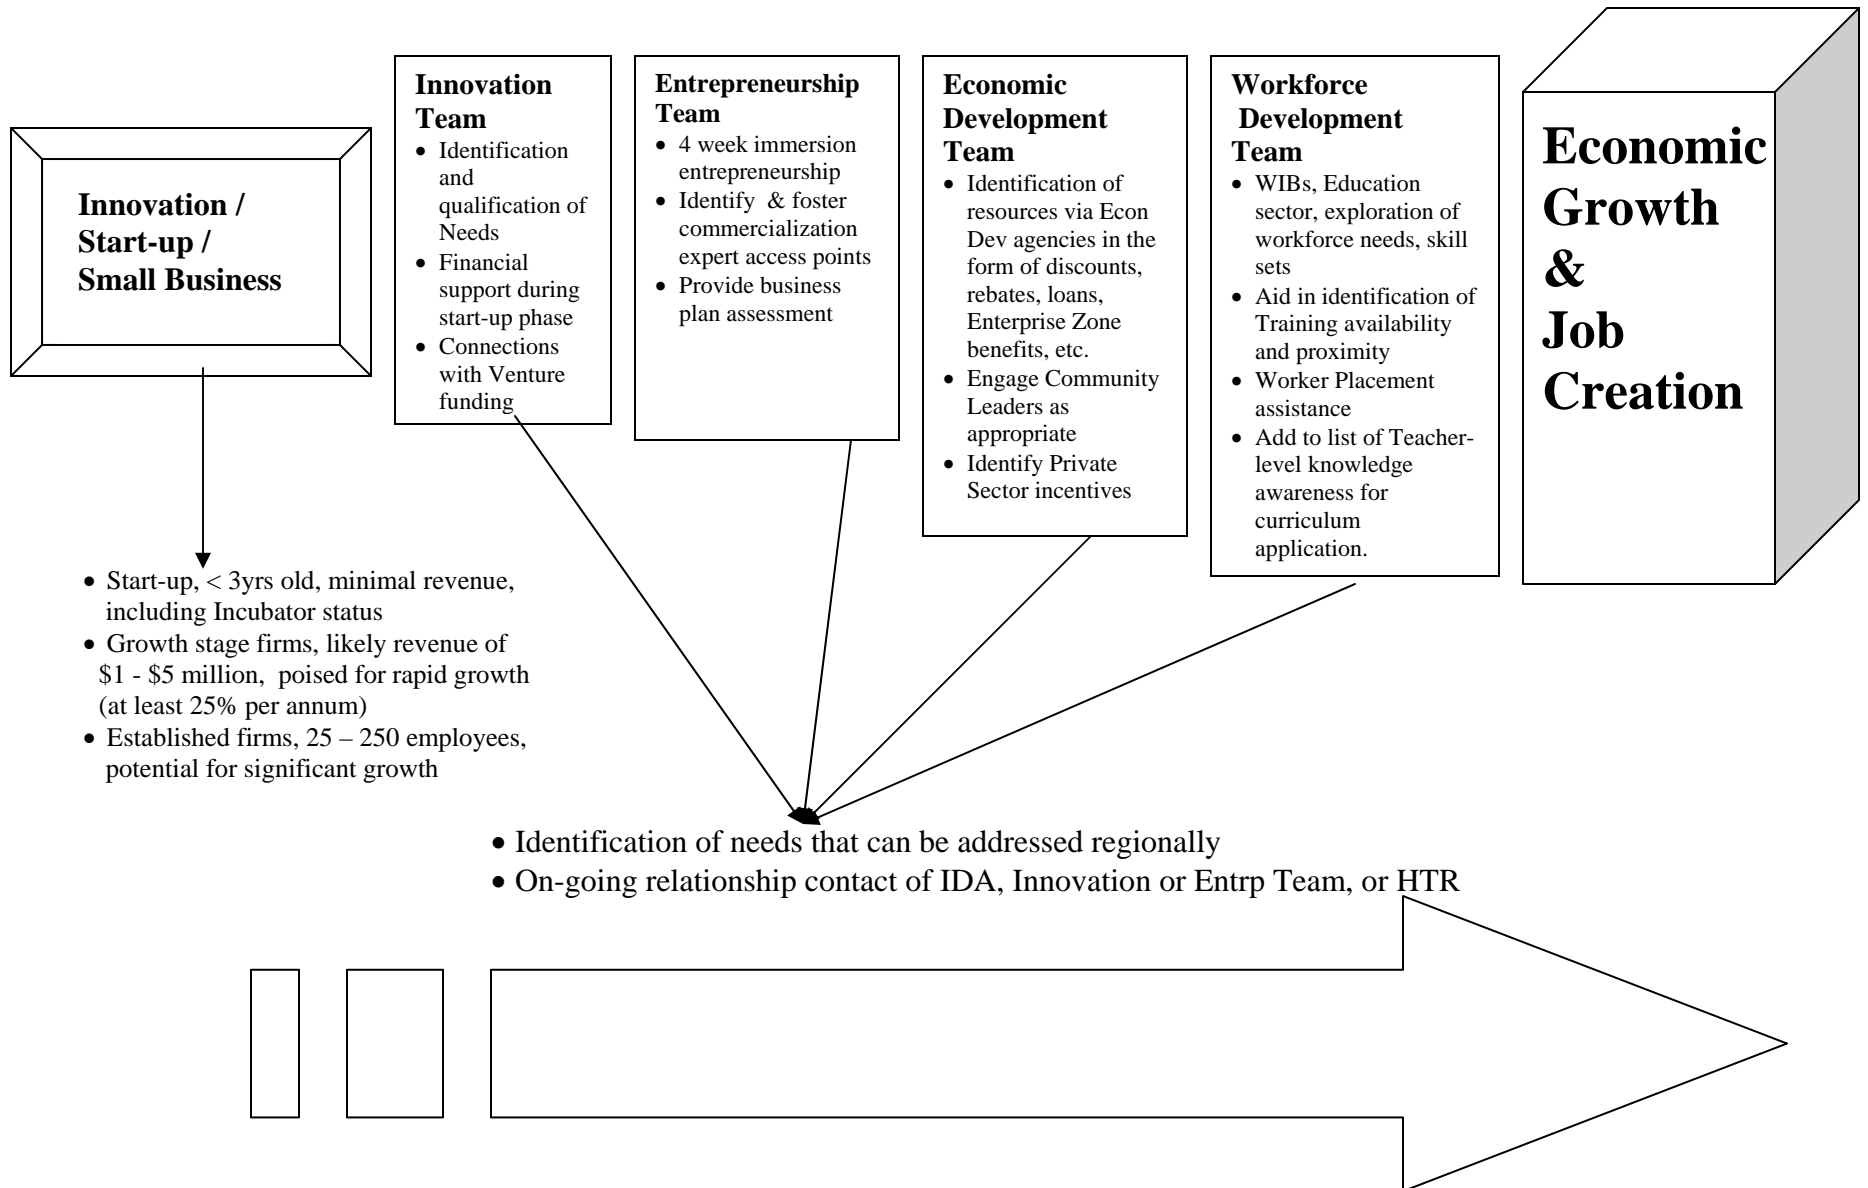 Innovation /
Start-up /
Small Business
Innovation
Team
• Identification
and
qualification of
Needs
• Financial
support during
start-up phase
• Connections
with Venture
funding
Entrepreneurship
Team
• 4 week immersion
entrepreneurship
• Identify & foster
commercialization
expert access points
• Provide business
plan assessment
Economic
Development
Team
• Identification of
resources via Econ
Dev agencies in the
form of discounts,
rebates, loans,
Enterprise Zone
benefits, etc.
• Engage Community
Leaders as
appropriate
• Identify Private
Sector incentives
Workforce
Development
Team
• WIBs, Education
sector, exploration of
workforce needs, skill
sets
• Aid in identification of
Training availability
and proximity
• Worker Placement
assistance
• Add to list of Teacher-
level knowledge
awareness for
curriculum
application.
Economic
Growth
&
Job
Creation
• Start-up, < 3yrs old, minimal revenue,
including Incubator status
• Growth stage firms, likely revenue of
$1 - $5 million, poised for rapid growth
(at least 25% per annum)
• Established firms, 25 – 250 employees,
potential for significant growth
• Identification of needs that can be addressed regionally
• On-going relationship contact of IDA, Innovation or Entrp Team, or HTR